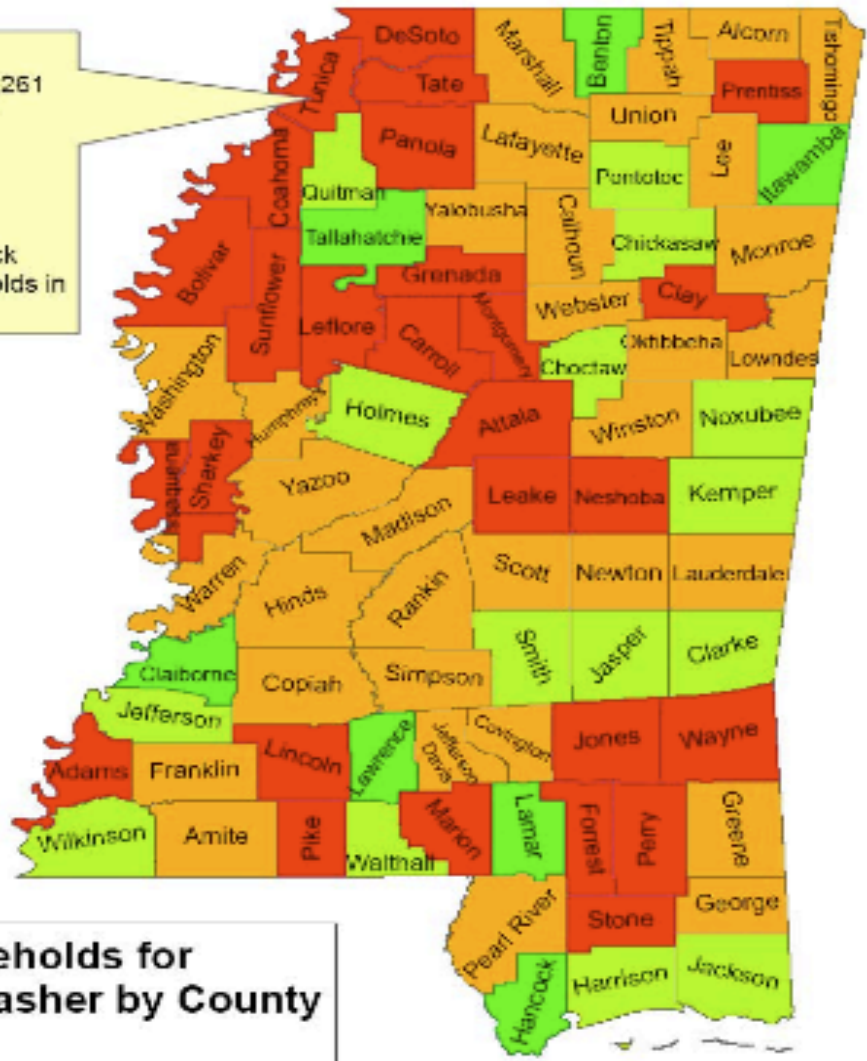 261
ck
olds in
DeSoto
Marshall
Benton
Tippah
Alcorn
Tishomingo
Tunica
Tate
Prentiss
Union
Panola
Lafayette
Lee
Coahoma
Quitman
Pontotoc
Itawamba
Yalobusha
Calhoun
Tallahatchie
Chickasaw
Monroe
Bolivar
Sunflower
Grenada
Clay
Webster
Leflore
Carroll
Montgomery
Choctaw
Lowndes
Washington
Humphrey
Holmes
Attala
Winston
Noxubee
Sharkey
Yazoo
Leake
Neshoba
Kemper
Madison
Warren
Hinds
Rankin
Scott
Newton
Lauderdale
Claiborne
Copiah
Simpson
Smith
Jasper
Clarke
Jefferson
Lawrence
Jefferson
Davis
Covington
Jones
Wayne
Adams
Franklin
Lincoln
Wilkinson
Amite
Pike
Walthall
Marion
Lamar
Forrest
Perry
Greene
Pearl River
Stone
George
Hancock
Harrison
Jackson
eholds for
asher by County